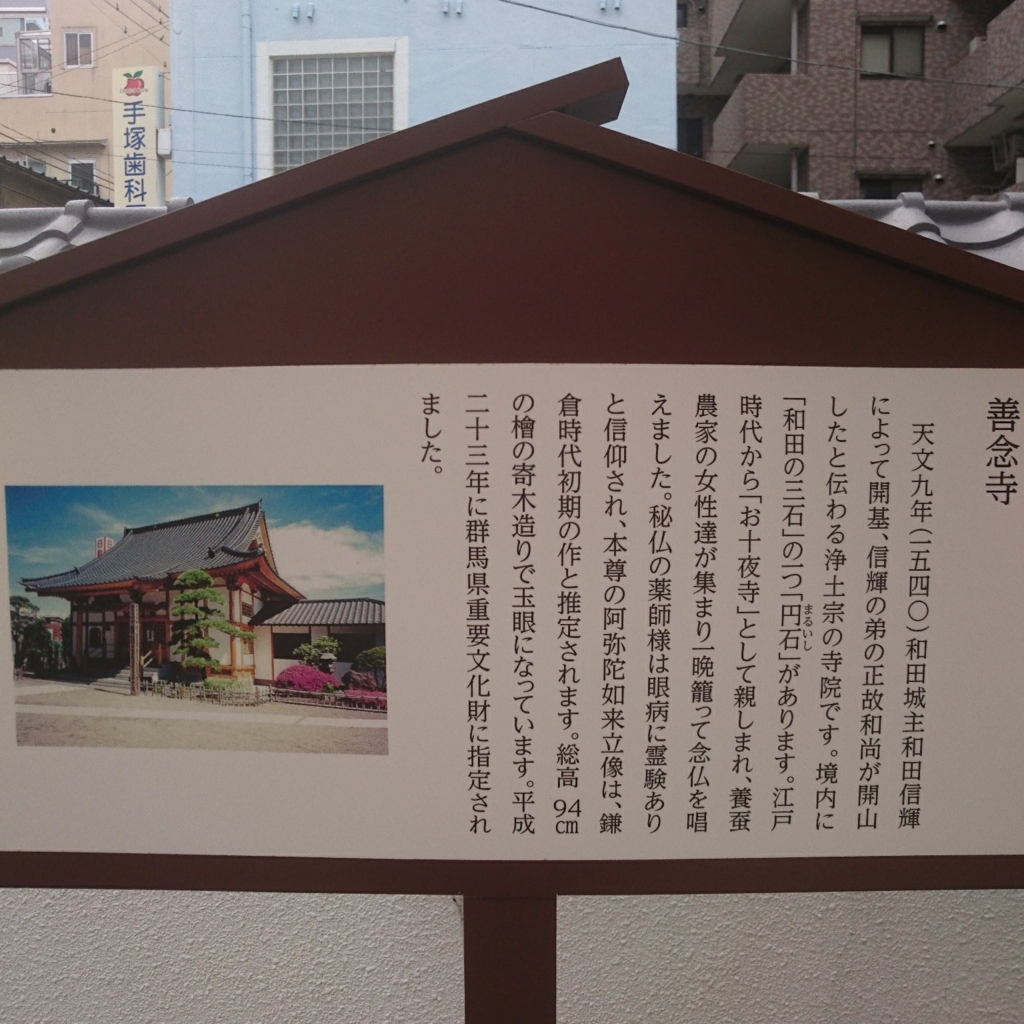 善念寺
天文九年(一五四〇)和田城主和田信輝
によって開基、信輝の弟の正故和尚が開山
したと伝わる浄土宗の寺院です。境内に
「和田の三石」の一つ「円石」があります。江戸
まるいし
時代から「お十夜寺」として親しまれ、養蚕
農家の女性達が集まり一晩籠って念仏を唱
えました。秘仏の薬師様は眼病に霊験あり
と信仰され、本尊の阿弥陀如来立像は、鎌
倉時代初期の作と推定されます。総高94㎝
の檜の寄木造りで玉眼になっています。平成
二十三年に群馬県重要文化財に指定され
ました。
手塚歯科